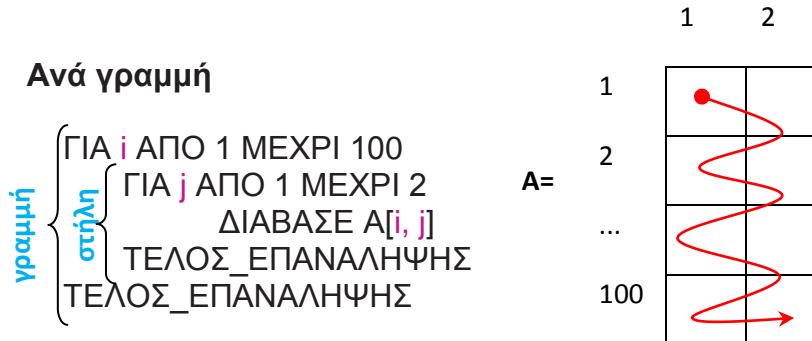 Ανά γραμμή
ΓΙΑ i ΑΠΟ 1 ΜΕΧΡΙ 100
ΓΙΑ j ΑΠΟ 1 ΜΕΧΡΙ 2
ΔΙΑΒΑΣΕ Α[i, j]
ΤΕΛΟΣ_ΕΠΑΝΑΛΗΨΗΣ
ΤΕΛΟΣ_ΕΠΑΝΑΛΗΨΗΣ
γραμμή
στήλη
Α=
1 2
1
2
...
100